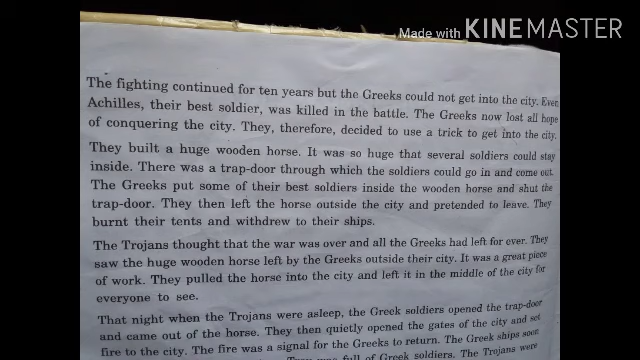 Made with KINEMASTER
The fighting continued for ten years but the Greeks could not get into the city. Even
Achilles, their best soldier, was killed in the battle. The Greeks now lost all hope
of conquering the city. They, therefore, decided to use a trick to get into the city.
They built a huge wooden horse. It was so huge that several soldiers could stay
inside. There was a trap-door through which the soldiers could go in and come out.
The Greeks put some of their best soldiers inside the wooden horse and shut the
trap-door. They then left the horse outside the city and pretended to leave. They
burnt their tents and withdrew to their ships.
The Trojans thought that the war was over and all the Greeks had left for ever. They
saw the huge wooden horse left by the Greeks outside their city. It was a great piece
of work. They pulled the horse into the city and left it in the middle of the city for
everyone to see.
That night when the Trojans were asleep, the Greek soldiers opened the trap-door
and came out of the horse. They then quietly opened the gates of the city and set
fire to the city. The fire was a signal for the Greeks to return. The Greek ships soon
was full of Greek soldiers. The Trojans were